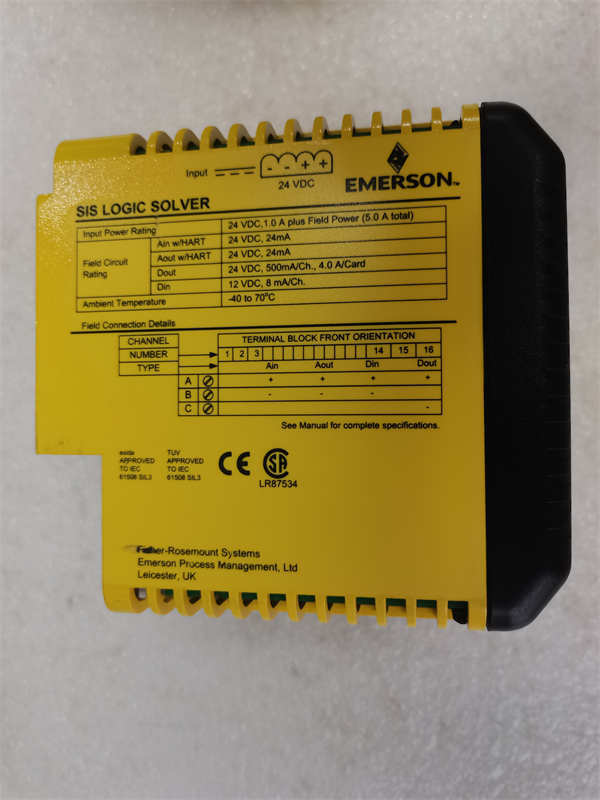 Input
- - + +
24 VDC
EMERSON™
SIS LOGIC SOLVER
Input Power Rating 24 VDC,1.0 A plus Field Power (5.0 A total)
Field Circuit Rating Ain w/HART 24 VDC, 24mA
Aout w/HART 24 VDC, 24mA
Dout 24 VDC, 500mA/Ch., 4.0 A/Card
Din 12 VDC, 8 mA/Ch.
Ambient Temperature -40 to 70°C
Field Connection Details
CHANNEL TERMINAL BLOCK FRONT ORIENTATION
NUMBER 1 2 3 14 15 16
TYPE Ain Aout Din Dout
A + + + +
B - - -
C -
See Manual for complete specifications.
exida TUV
APPROVED APPROVED
TO IEC TO IEC
61508 SIL3 61508 SIL3
CE
SA
LR87534
Fisher-Rosemount Systems
Emerson Process Management, Ltd
Leicester, UK